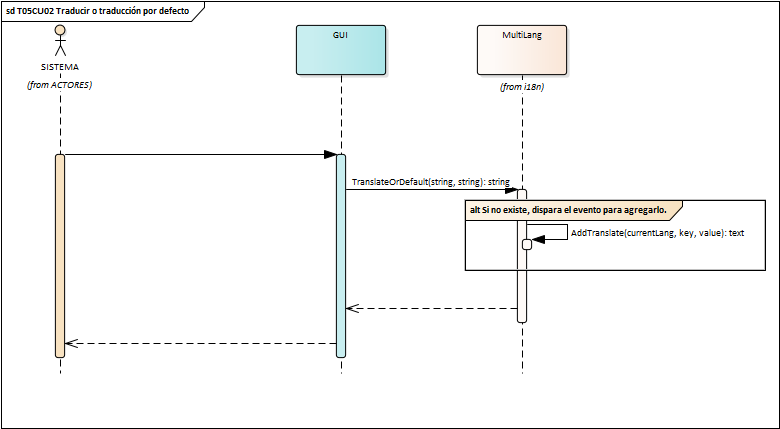 sd T05CU02 Traducir o traducción por defecto
SISTEMA
(from ACTORES)
GUI
MultiLang
(from i18n)
TranslateOrDefault(string, string): string
alt Si no existe, dispara el evento para agregarlo.
AddTranslate(currentLang, key, value): text